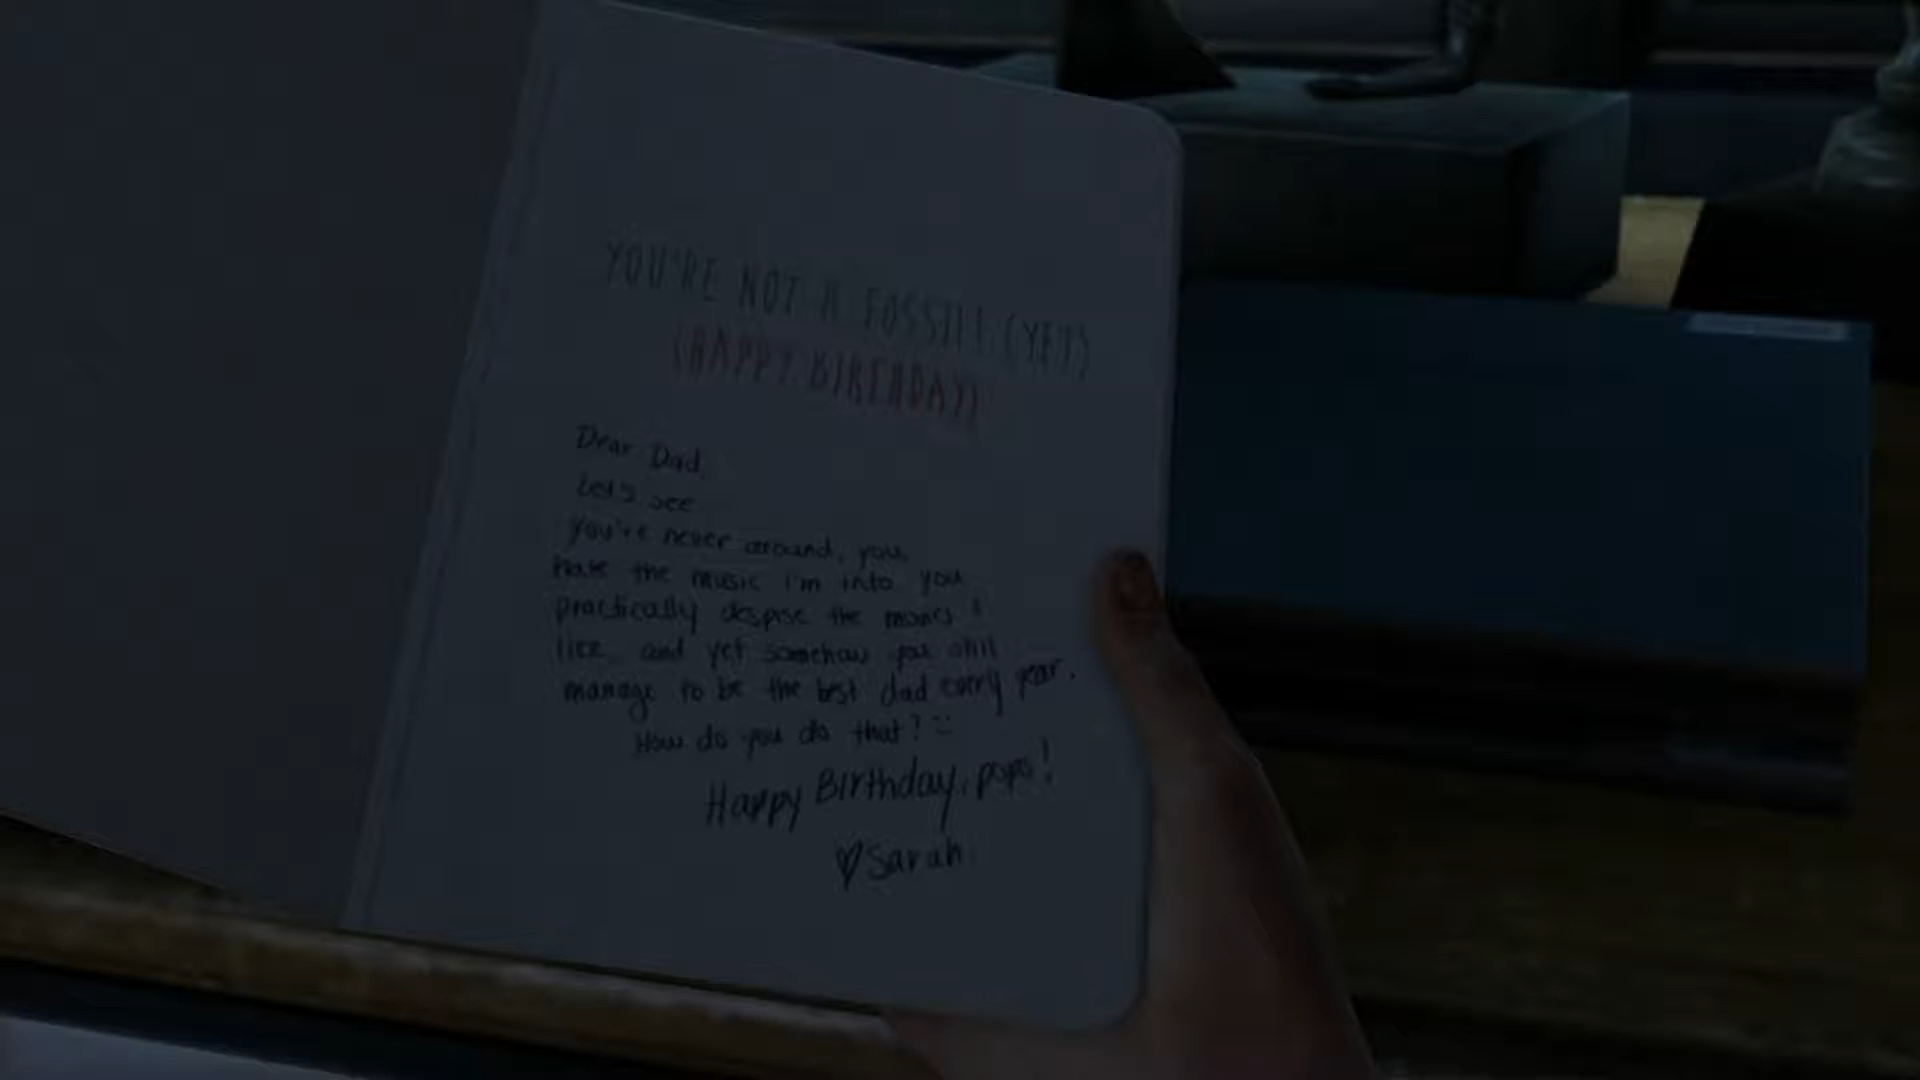 YOU'RE NOT A FOSSIL! (YET)
(HAPPY BIRTHDAY)
Dear Dad,
Let's see
You're never around, you
hate the music i'm into you
practically despise the movies I
like, and yet somehow you still
manage to be the best dad every year.
How do you do that? :-
Happy Birthday, pops!
♡ Sarah